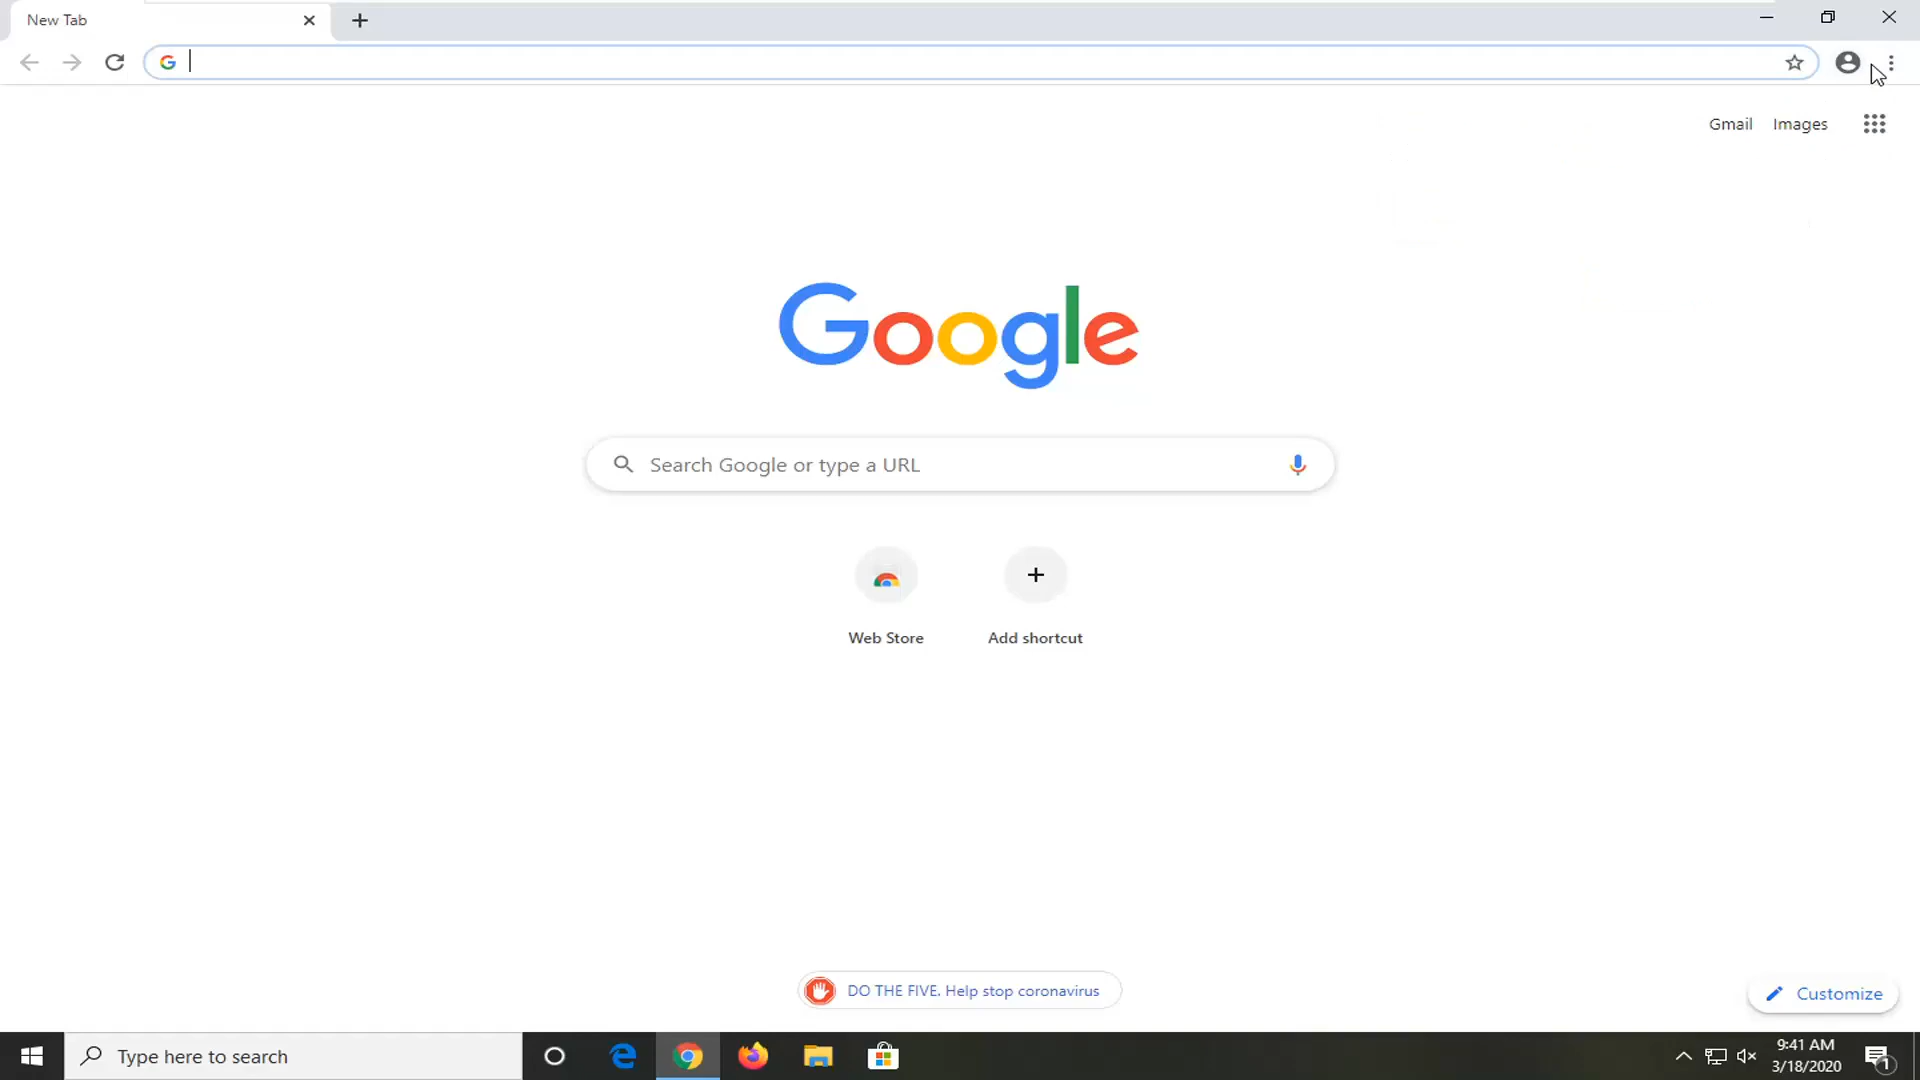 New Tab
Gmail Images
Google
Search Google or type a URL
Web Store Add shortcut
DO THE FIVE. Help stop coronavirus
Customize
Type here to search
9:41 AM
3/18/2020
1